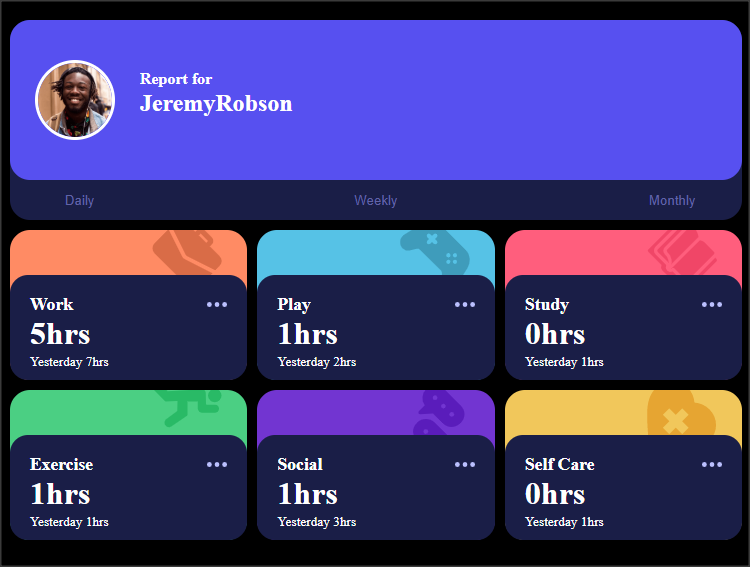 Report for
JeremyRobson
Daily Weekly Monthly
Work
5hrs
Yesterday 7hrs
Play
1hrs
Yesterday 2hrs
Study
0hrs
Yesterday 1hrs
Exercise
1hrs
Yesterday 1hrs
Social
1hrs
Yesterday 3hrs
Self Care
0hrs
Yesterday 1hrs